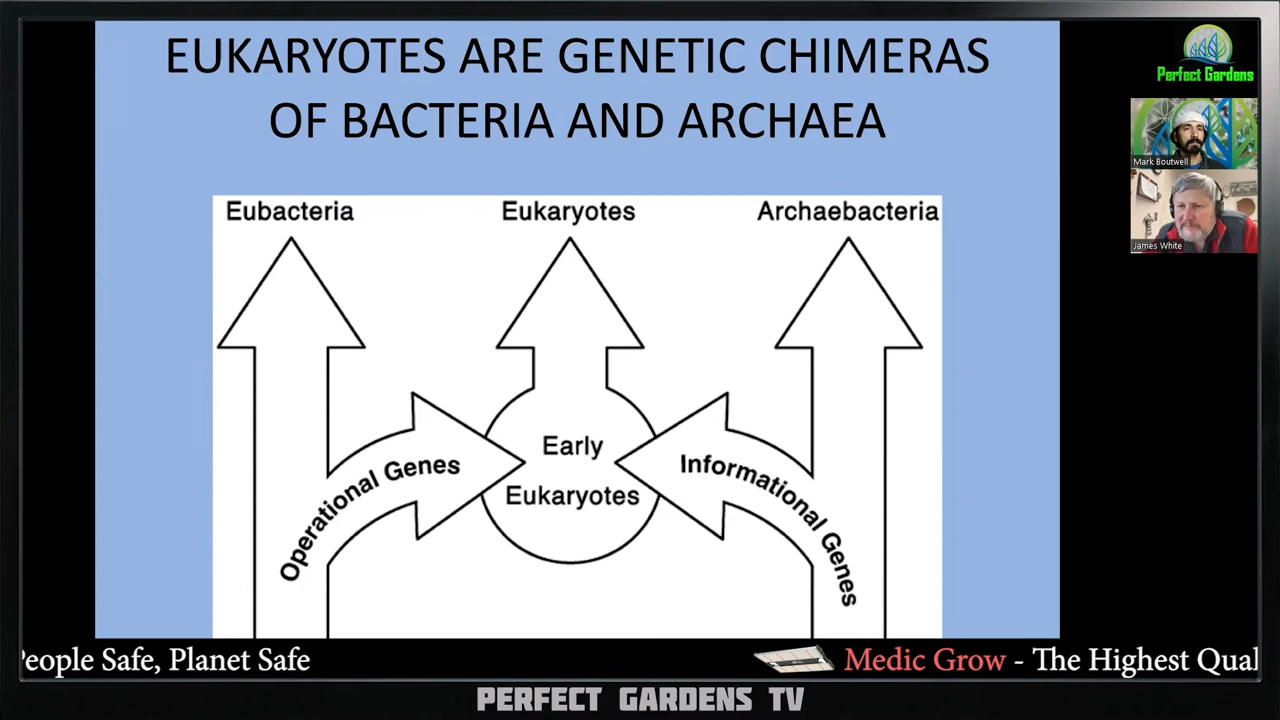 EUKARYOTES ARE GENETIC CHIMERAS
OF BACTERIA AND ARCHAEA
Eubacteria
Eukaryotes
Archaebacteria
Operational Genes
Early
Eukaryotes
Informational Genes
Perfect Gardens
Mark Boutwell
James White
People Safe, Planet Safe
Medic Grow - The Highest Qual
PERFECT GARDENS TV